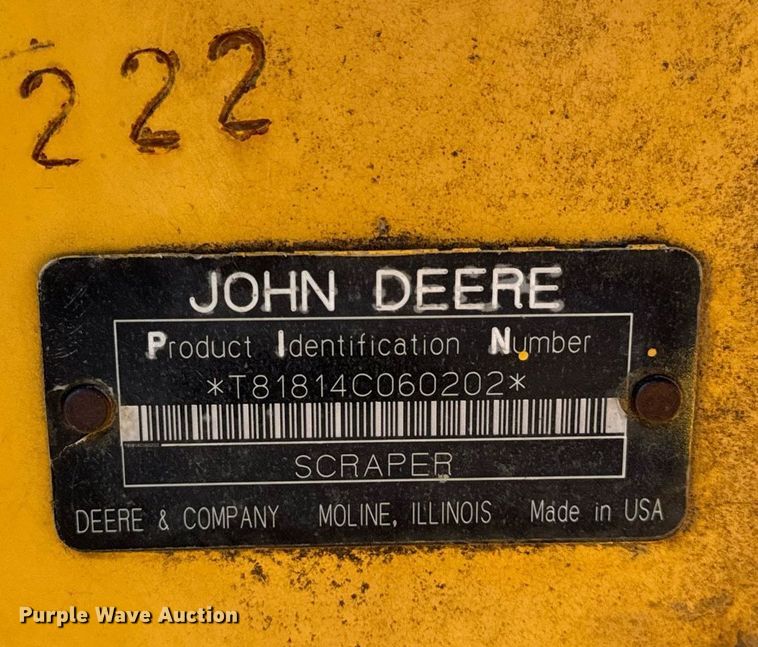 222
JOHN DEERE
Product Identification Number
*T81814C060202*
SCRAPER
DEERE & COMPANY MOLINE, ILLINOIS Made in USA
Purple Wave Auction